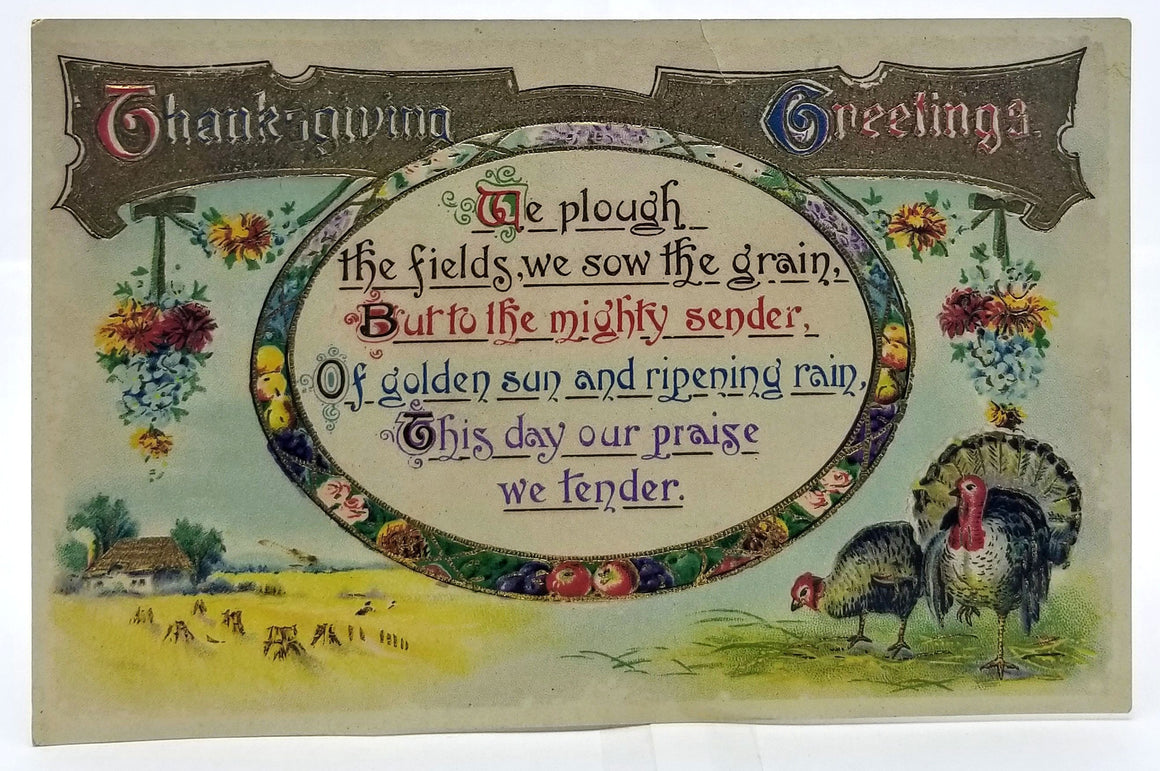 Thanksgiving Greetings.
We plough
the fields, we sow the grain,
But to the mighty sender,
Of golden sun and ripening rain,
This day our praise
we tender.